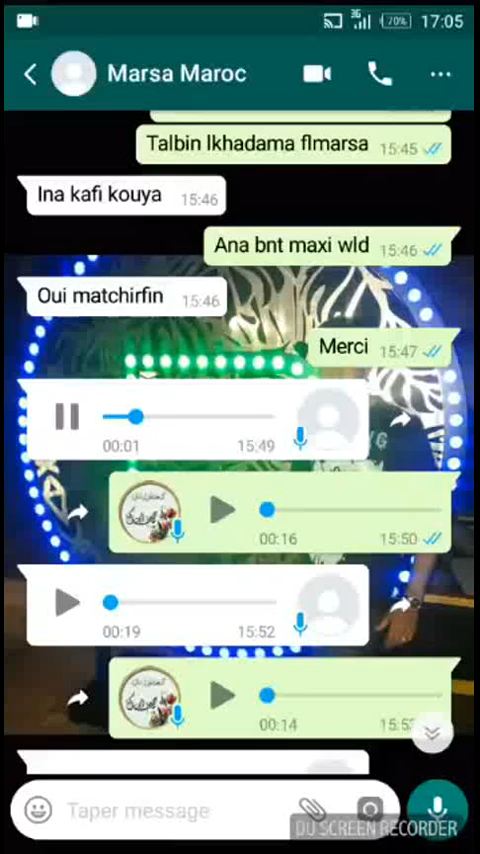 3G
70%
17:05
Marsa Maroc
Talbin lkhadama flmarsa 15:45
Ina kafi kouya 15:46
Ana bnt maxi wld 15:46
Oui matchirfin 15:46
Merci 15:47
00:01 15:49
00:16 15:50
00:19 15:52
00:14
Taper message
DU SCREEN RECORDER